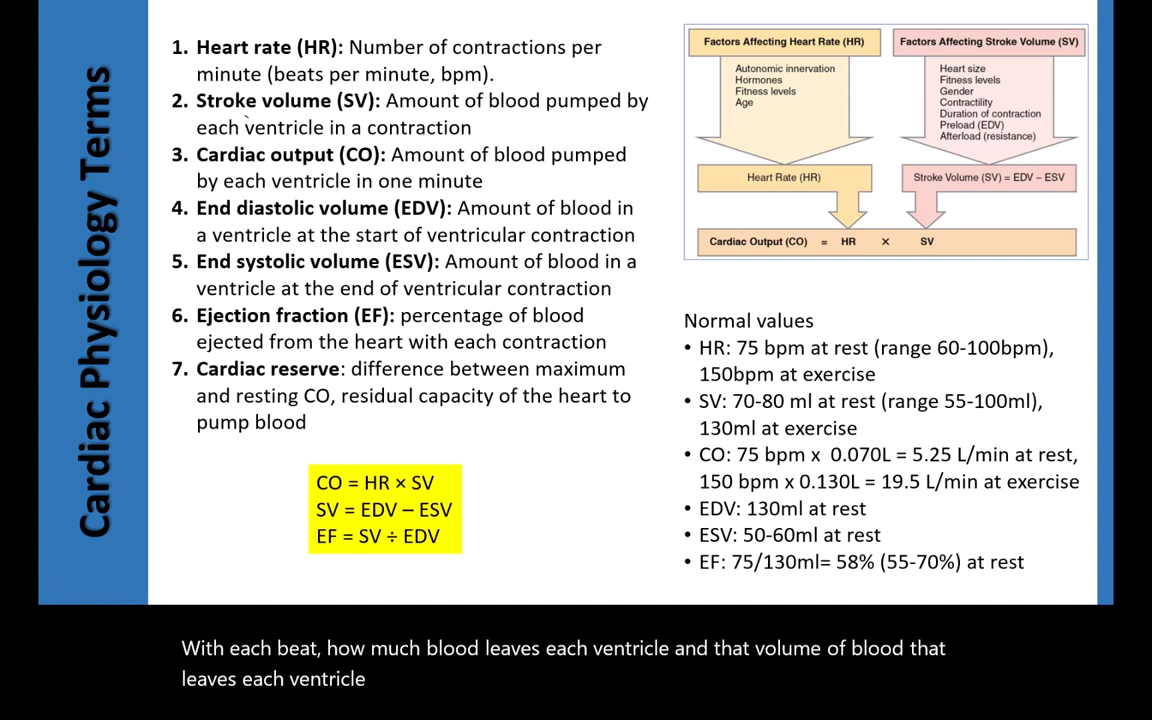 Cardiac Physiology Terms
1. Heart rate (HR): Number of contractions per
minute (beats per minute, bpm).
2. Stroke volume (SV): Amount of blood pumped by
each ventricle in a contraction
3. Cardiac output (CO): Amount of blood pumped
by each ventricle in one minute
4. End diastolic volume (EDV): Amount of blood in
a ventricle at the start of ventricular contraction
5. End systolic volume (ESV): Amount of blood in a
ventricle at the end of ventricular contraction
6. Ejection fraction (EF): percentage of blood
ejected from the heart with each contraction
7. Cardiac reserve: difference between maximum
and resting CO, residual capacity of the heart to
pump blood
CO = HR × SV
SV = EDV – ESV
EF = SV ÷ EDV
Factors Affecting Heart Rate (HR)
Autonomic innervation
Hormones
Fitness levels
Age
Heart Rate (HR)
Factors Affecting Stroke Volume (SV)
Heart size
Fitness levels
Gender
Contractility
Duration of contraction
Preload (EDV)
Afterload (resistance)
Stroke Volume (SV) = EDV – ESV
Cardiac Output (CO) = HR × SV
Normal values
• HR: 75 bpm at rest (range 60-100bpm),
150bpm at exercise
• SV: 70-80 ml at rest (range 55-100ml),
130ml at exercise
• CO: 75 bpm x 0.070L = 5.25 L/min at rest,
150 bpm x 0.130L = 19.5 L/min at exercise
• EDV: 130ml at rest
• ESV: 50-60ml at rest
• EF: 75/130ml= 58% (55-70%) at rest
With each beat, how much blood leaves each ventricle and that volume of blood that
leaves each ventricle